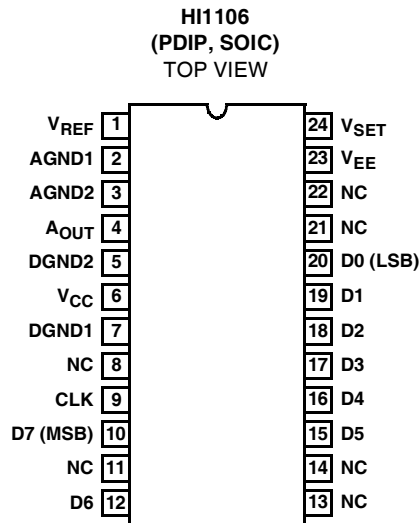 HI1106
(PDIP, SOIC)
TOP VIEW
VREF 1 24 VSET
AGND1 2 23 VEE
AGND2 3 22 NC
AOUT 4 21 NC
DGND2 5 20 D0 (LSB)
VCC 6 19 D1
DGND1 7 18 D2
NC 8 17 D3
CLK 9 16 D4
D7 (MSB) 10 15 D5
NC 11 14 NC
D6 12 13 NC